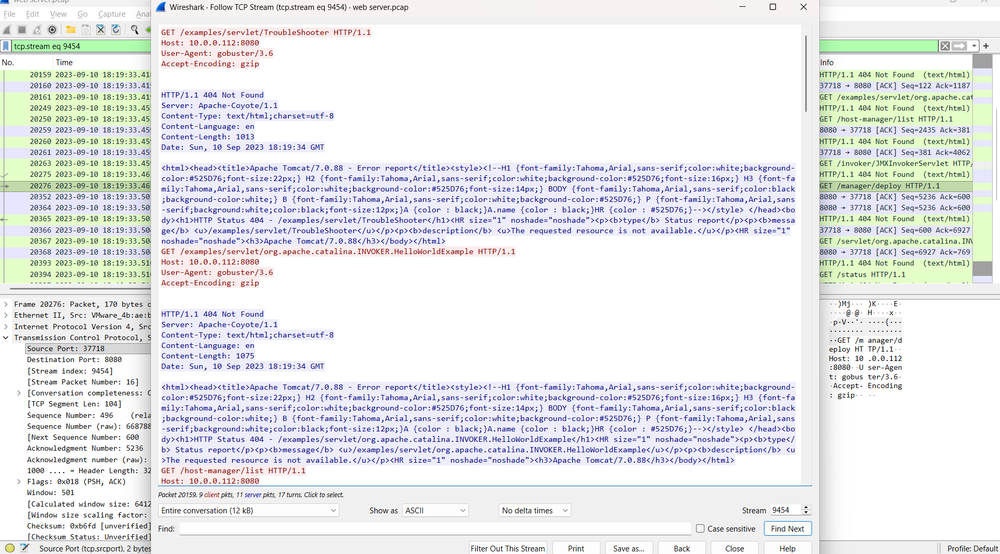 web server.pcap
File Edit View Go Capture Anal
tcp.stream eq 9454
No. Time
20159 2023-09-10 18:19:33.41
20160 2023-09-10 18:19:33.419
20161 2023-09-10 18:19:33.419
20249 2023-09-10 18:19:33.45
20250 2023-09-10 18:19:33.45
20259 2023-09-10 18:19:33.459
20260 2023-09-10 18:19:33.459
20261 2023-09-10 18:19:33.459
20263 2023-09-10 18:19:33.459
20275 2023-09-10 18:19:33.46
20276 2023-09-10 18:19:33.46
20352 2023-09-10 18:19:33.50
20364 2023-09-10 18:19:33.50
20365 2023-09-10 18:19:33.50
20366 2023-09-10 18:19:33.504
20367 2023-09-10 18:19:33.504
20368 2023-09-10 18:19:33.504
20393 2023-09-10 18:19:33.510
20394 2023-09-10 18:19:33.510
Frame 20276: Packet, 170 bytes o
Ethernet II, Src: VMware_4b:ae:b
Internet Protocol Version 4, Src
Transmission Control Protocol, S
Source Port: 37718
Destination Port: 8080
[Stream index: 9454]
[Stream Packet Number: 16]
[Conversation completeness: C
[TCP Segment Len: 104]
Sequence Number: 496 (rela
Sequence Number (raw): 668788
[Next Sequence Number: 600
Acknowledgment Number: 5236
Acknowledgment number (raw):
1000 .... = Header Length: 32
Flags: 0x018 (PSH, ACK)
Window: 501
[Calculated window size: 6412
[Window size scaling factor:
Checksum: 0xb6fd [unverified]
[Checksum Status: Unverified]
Source Port (tcp.srcport), 2 bytes
Wireshark · Follow TCP Stream (tcp.stream eq 9454) · web server.pcap
GET /examples/servlet/TroubleShooter HTTP/1.1
Host: 10.0.0.112:8080
User-Agent: gobuster/3.6
Accept-Encoding: gzip
HTTP/1.1 404 Not Found
Server: Apache-Coyote/1.1
Content-Type: text/html;charset=utf-8
Content-Language: en
Content-Length: 1013
Date: Sun, 10 Sep 2023 18:19:34 GMT
<html><head><title>Apache Tomcat/7.0.88 - Error report</title><style><!--H1 {font-family:Tahoma,Arial,sans-serif;color:white;background-
color:#525D76;font-size:22px;} H2 {font-family:Tahoma,Arial,sans-serif;color:white;background-color:#525D76;font-size:16px;} H3 {font-fa
mily:Tahoma,Arial,sans-serif;color:white;background-color:#525D76;font-size:14px;} BODY {font-family:Tahoma,Arial,sans-serif;color:black
;background-color:white;} B {font-family:Tahoma,Arial,sans-serif;color:white;background-color:#525D76;} P {font-family:Tahoma,Arial,sans
-serif;background:white;color:black;font-size:12px;}A {color : black;}A.name {color : black;}HR {color : #525D76;}--></style> </head><bo
dy><h1>HTTP Status 404 - /examples/servlet/TroubleShooter</h1><HR size="1" noshade="noshade"><p><b>type</b> Status report</p><p><b>messa
ge</b> <u>/examples/servlet/TroubleShooter</u></p><p><b>description</b> <u>The requested resource is not available.</u></p><HR size="1"
noshade="noshade"><h3>Apache Tomcat/7.0.88</h3></body></html>
GET /examples/servlet/org.apache.catalina.INVOKER.HelloWorldExample HTTP/1.1
Host: 10.0.0.112:8080
User-Agent: gobuster/3.6
Accept-Encoding: gzip
HTTP/1.1 404 Not Found
Server: Apache-Coyote/1.1
Content-Type: text/html;charset=utf-8
Content-Language: en
Content-Length: 1075
Date: Sun, 10 Sep 2023 18:19:34 GMT
<html><head><title>Apache Tomcat/7.0.88 - Error report</title><style><!--H1 {font-family:Tahoma,Arial,sans-serif;color:white;background-
color:#525D76;font-size:22px;} H2 {font-family:Tahoma,Arial,sans-serif;color:white;background-color:#525D76;font-size:16px;} H3 {font-fa
mily:Tahoma,Arial,sans-serif;color:white;background-color:#525D76;font-size:14px;} BODY {font-family:Tahoma,Arial,sans-serif;color:black
;background-color:white;} B {font-family:Tahoma,Arial,sans-serif;color:white;background-color:#525D76;} P {font-family:Tahoma,Arial,sans
-serif;background:white;color:black;font-size:12px;}A {color : black;}A.name {color : black;}HR {color : #525D76;}--></style> </head><bo
dy><h1>HTTP Status 404 - /examples/servlet/org.apache.catalina.INVOKER.HelloWorldExample</h1><HR size="1" noshade="noshade"><p><b>type</
b> Status report</p><p><b>message</b> <u>/examples/servlet/org.apache.catalina.INVOKER.HelloWorldExample</u></p><p><b>description</b> <u
>The requested resource is not available.</u></p><HR size="1" noshade="noshade"><h3>Apache Tomcat/7.0.88</h3></body></html>
GET /host-manager/list HTTP/1.1
Host: 10.0.0.112:8080
Packet 20159. 9 client pkts, 11 server pkts, 17 turns. Click to select.
Entire conversation (12 kB) Show as ASCII No delta times Stream 9454
Find: Case sensitive Find Next
Filter Out This Stream Print Save as... Back Close Help
Info
HTTP/1.1 404 Not Found (text/html)
37718 → 8080 [ACK] Seq=122 Ack=1187
GET /examples/servlet/org.apache.cat
HTTP/1.1 404 Not Found (text/html)
GET /host-manager/list HTTP/1.1
8080 → 37718 [ACK] Seq=2435 Ack=381
HTTP/1.1 404 Not Found (text/html)
37718 → 8080 [ACK] Seq=381 Ack=4062
GET /invoker/JMXInvokerServlet HTTP/
HTTP/1.1 404 Not Found (text/html)
GET /manager/deploy HTTP/1.1
8080 → 37718 [ACK] Seq=5236 Ack=600
8080 → 37718 [ACK] Seq=5236 Ack=600
HTTP/1.1 404 Not Found (text/html)
37718 → 8080 [ACK] Seq=600 Ack=6927
GET /servlet/org.apache.catalina.INV
8080 → 37718 [ACK] Seq=6927 Ack=769
HTTP/1.1 404 Not Found (text/html)
GET /status HTTP/1.1
··)Mj··· )K····E·
····@·@· H····x··
·p·V··'· ····{···
········ ········
··GET /m anager/d
eploy HT TP/1.1··
Host: 10 .0.0.112
:8080··U ser-Agen
t: gobus ter/3.6·
·Accept- Encoding
: gzip·· ··
Profile: Default